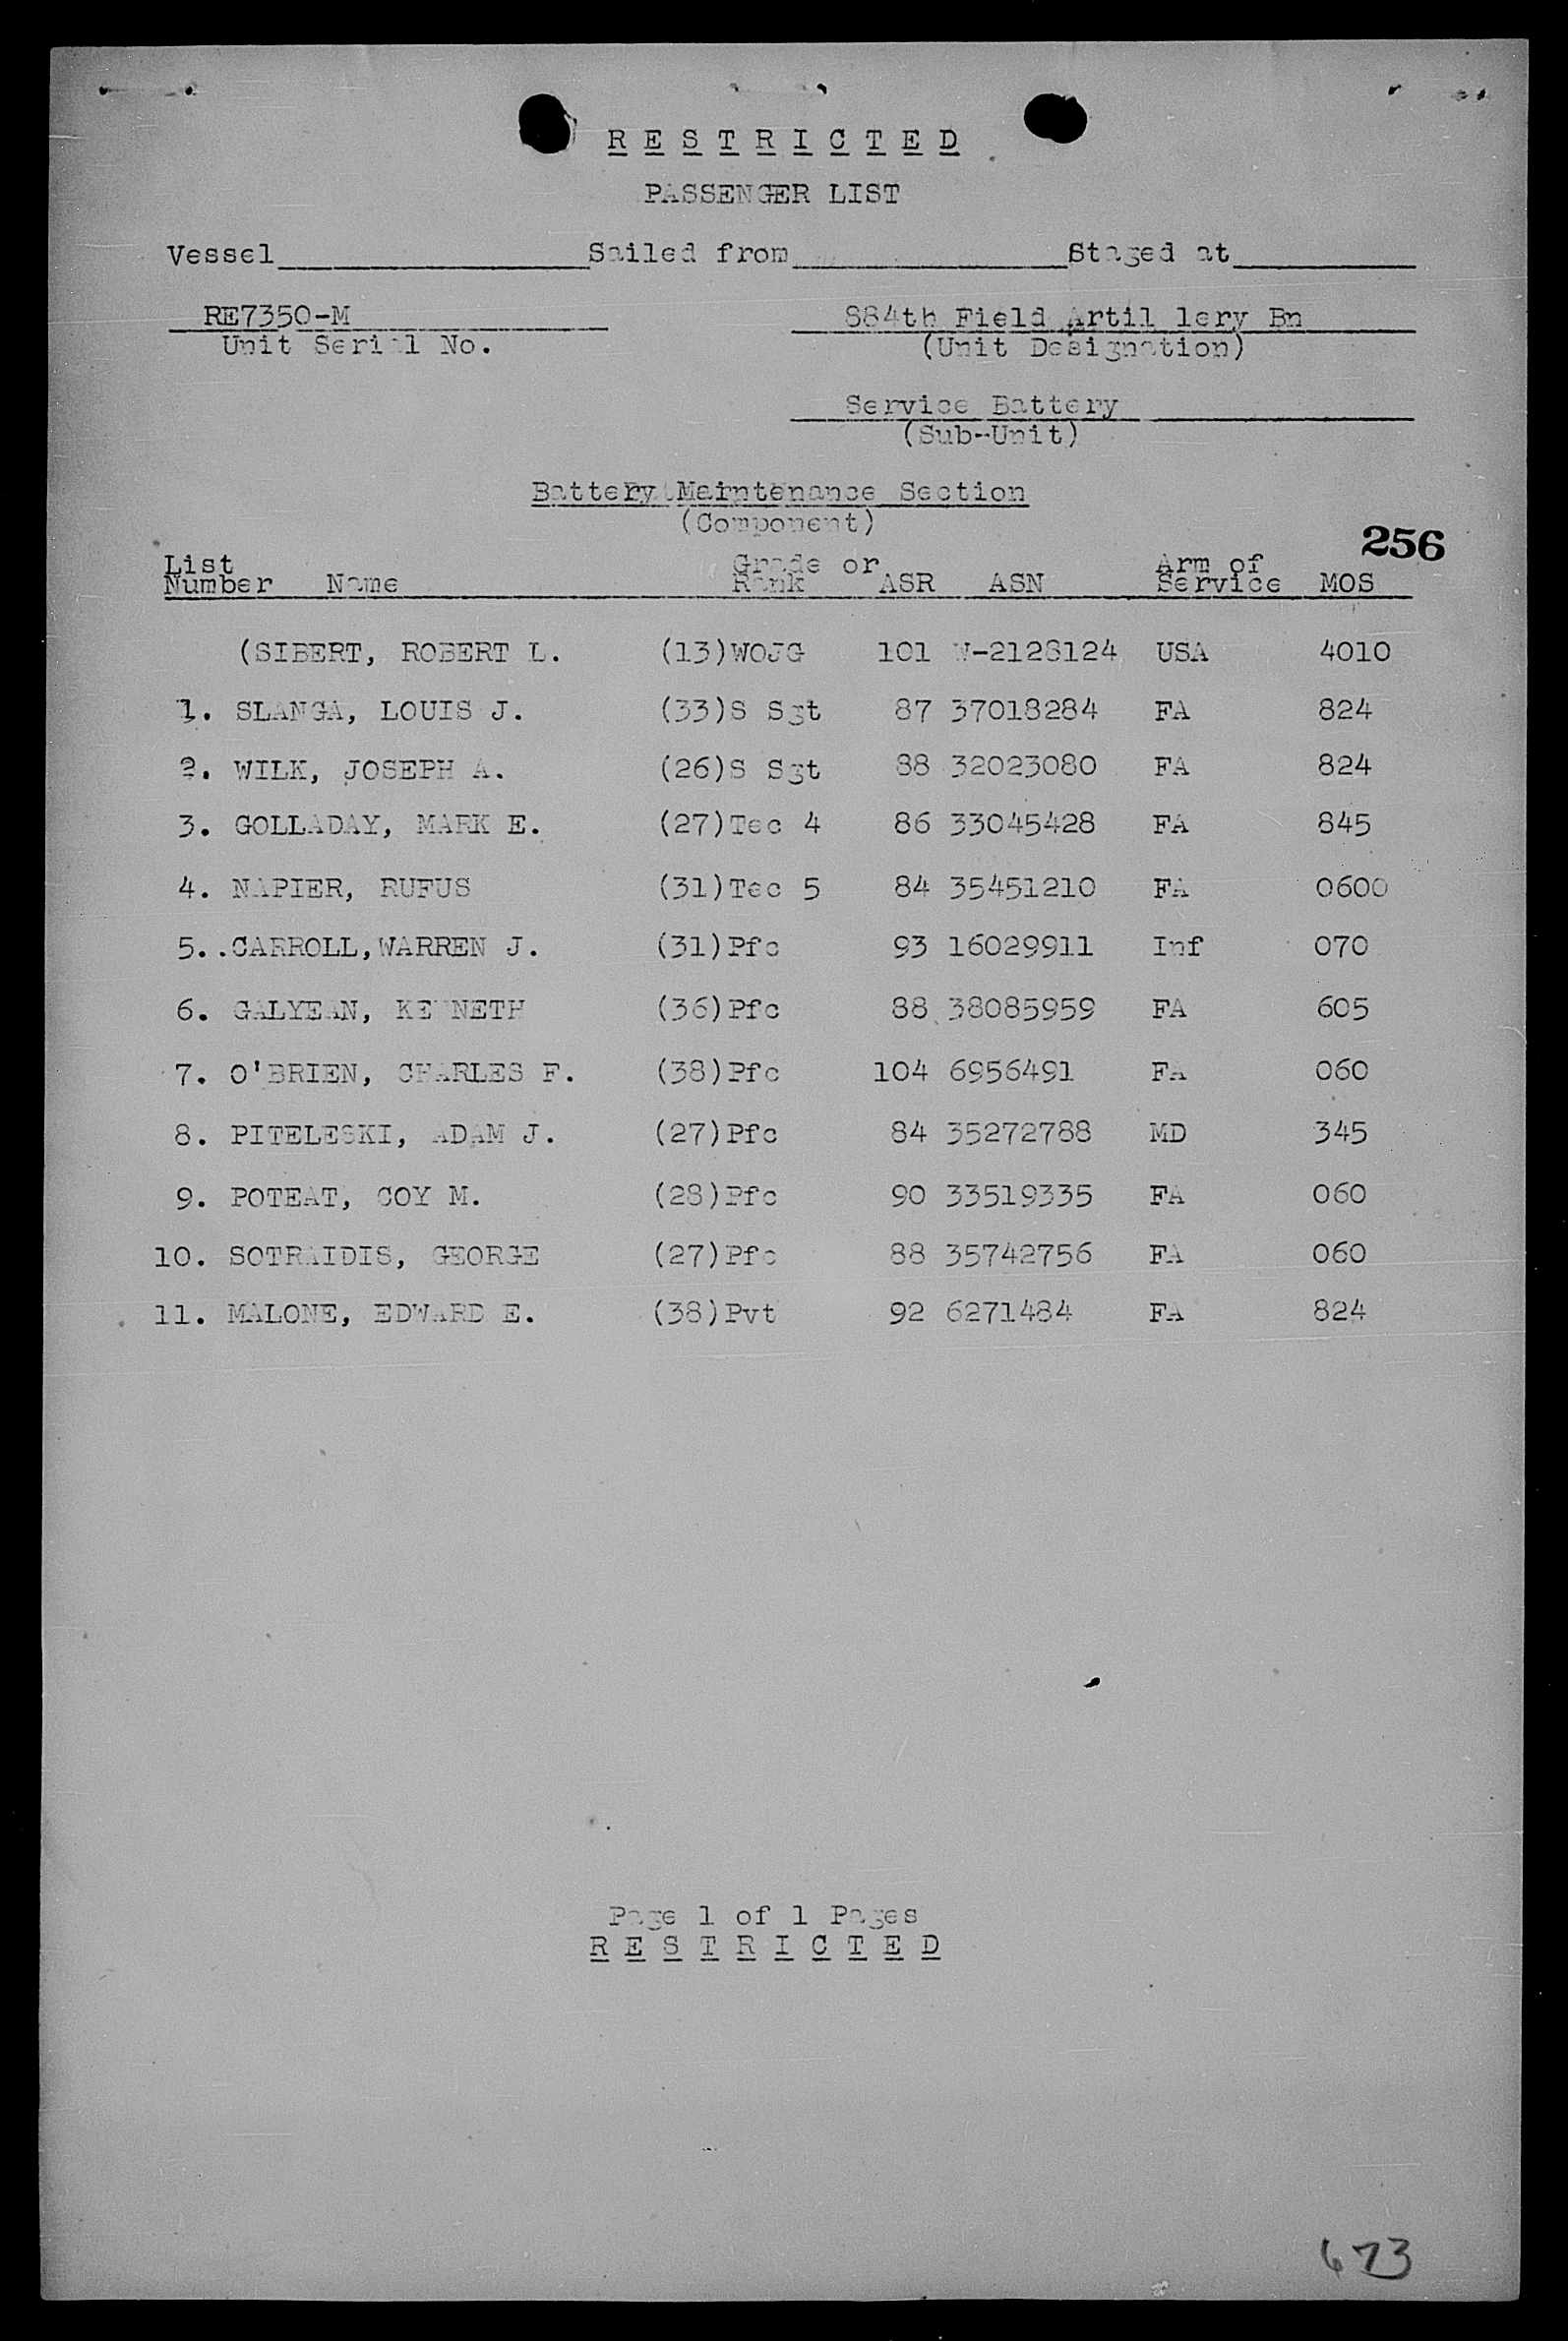 R E S T R I C T E D
PASSENGER LIST
Vessel Sailed from Staged at
RE7350-M 884th Field Artil lery Bn
Unit Serial No. (Unit Designation)
Service Battery
(Sub-Unit)
Battery Maintenance Section
(Component)
256
List Grade or Arm of
Number Name Rank ASR ASN Service MOS
(SIBERT, ROBERT L. (13)WOJG 101 W-2128124 USA 4010
1. SLANGA, LOUIS J. (33)S Sgt 87 37018284 FA 824
2. WILK, JOSEPH A. (26)S Sgt 88 32023080 FA 824
3. GOLLADAY, MARK E. (27)Tec 4 86 33045428 FA 845
4. NAPIER, RUFUS (31)Tec 5 84 35451210 FA 0600
5. .CARROLL,WARREN J. (31)Pfc 93 16029911 Inf 070
6. GALYEAN, KENNETH (36)Pfc 88 38085959 FA 605
7. O'BRIEN, CHARLES F. (38)Pfc 104 6956491 FA 060
8. PITELESKI, ADAM J. (27)Pfc 84 35272788 MD 345
9. POTEAT, COY M. (28)Pfc 90 33519335 FA 060
10. SOTRAIDIS, GEORGE (27)Pfc 88 35742756 FA 060
11. MALONE, EDWARD E. (38)Pvt 92 6271484 FA 824
Page 1 of 1 Pages
R E S T R I C T E D
673